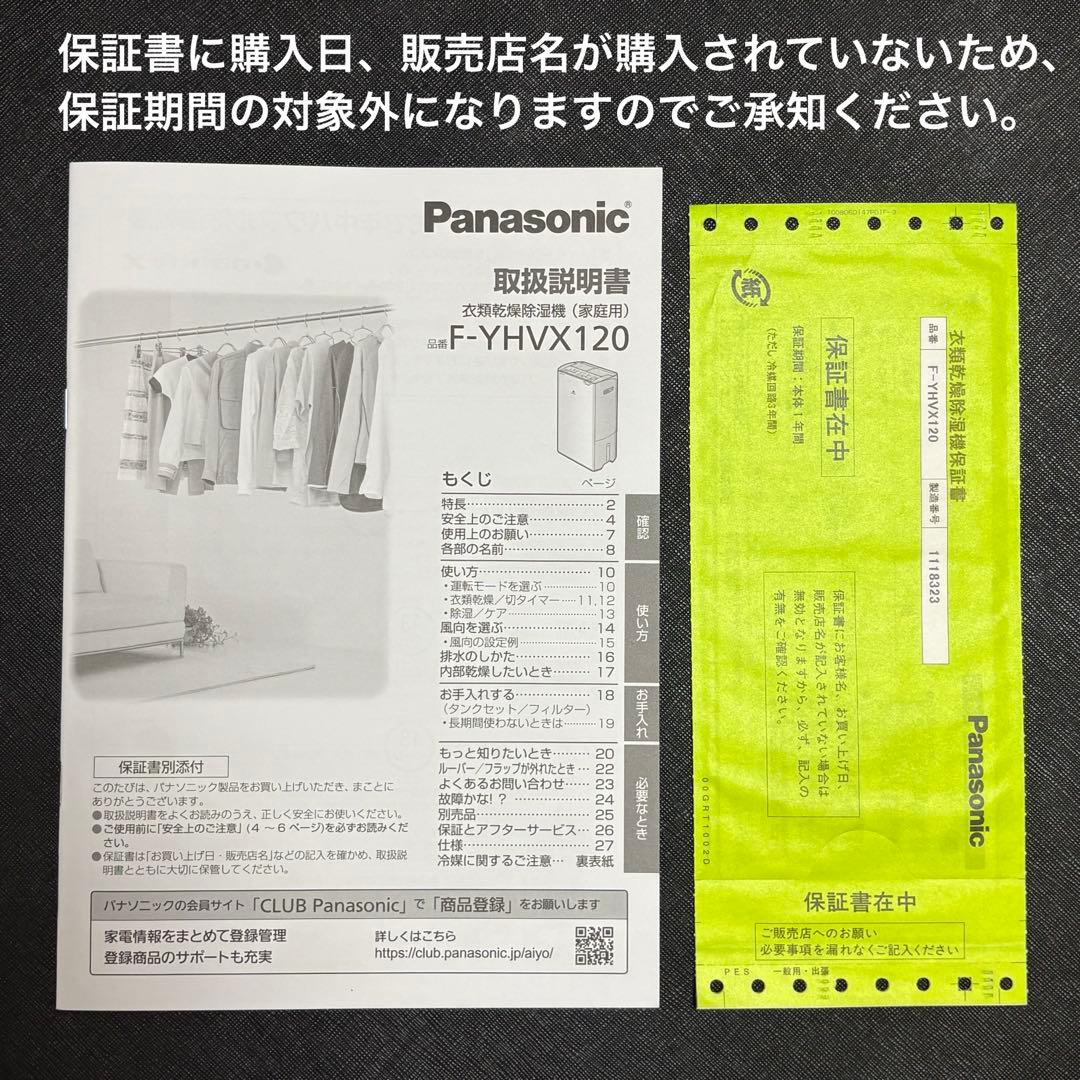 保証書に購入日、販売店名が購入されていないため、
保証期間の対象外になりますのでご承知ください。
Panasonic®
取扱説明書
衣類乾燥除湿機（家庭用）
品番 F-YHVX120
もくじ ページ
特長 2
安全上のご注意 4
使用上のお願い 7
各部の名前 8
確認
使い方 10
・運転モードを選ぶ 10
・衣類乾燥／切タイマー 11,12
・除湿／ケア 13
風向を選ぶ 14
・風向の設定例 15
排水のしかた 16
内部乾燥したいとき 17
使い方
お手入れする 18
（タンクセット／フィルター）
・長期間使わないときは 19
お手入れ
もっと知りたいとき 20
ルーバー／フラップが外れたとき 22
よくあるお問い合わせ 23
故障かな！？ 24
別売品 25
保証とアフターサービス 26
仕様 27
冷媒に関するご注意 裏表紙
必要なとき
保証書別添付
このたびは、パナソニック製品をお買い上げいただき、まことに
ありがとうございます。
●取扱説明書をよくお読みのうえ、正しく安全にお使いください。
●ご使用前に「安全上のご注意」(4 ～ 6 ページ)を必ずお読みくだ
さい。
●保証書は「お買い上げ日・販売店名」などの記入を確かめ、取扱説
明書とともに大切に保管してください。
パナソニックの会員サイト「CLUB Panasonic」で「商品登録」をお願いします
家電情報をまとめて登録管理
登録商品のサポートも充実
詳しくはこちら
https://club.panasonic.jp/aiyo/
紙
衣類乾燥除湿機保証書
品番 F-YHVX120 製造番号 1118323
保証書在中
保証期間：本体1年間
(ただし冷媒回路3年間)
保証書にお客様名、お買い上げ日、
販売店名が記入されていない場合は
無効となりますから、必ず、記入の
有無をご確認ください。
Panasonic
00GRT1002D
保証書在中
ご販売店へのお願い
必要事項を漏れなくご記入ください
PES 一般用・出張